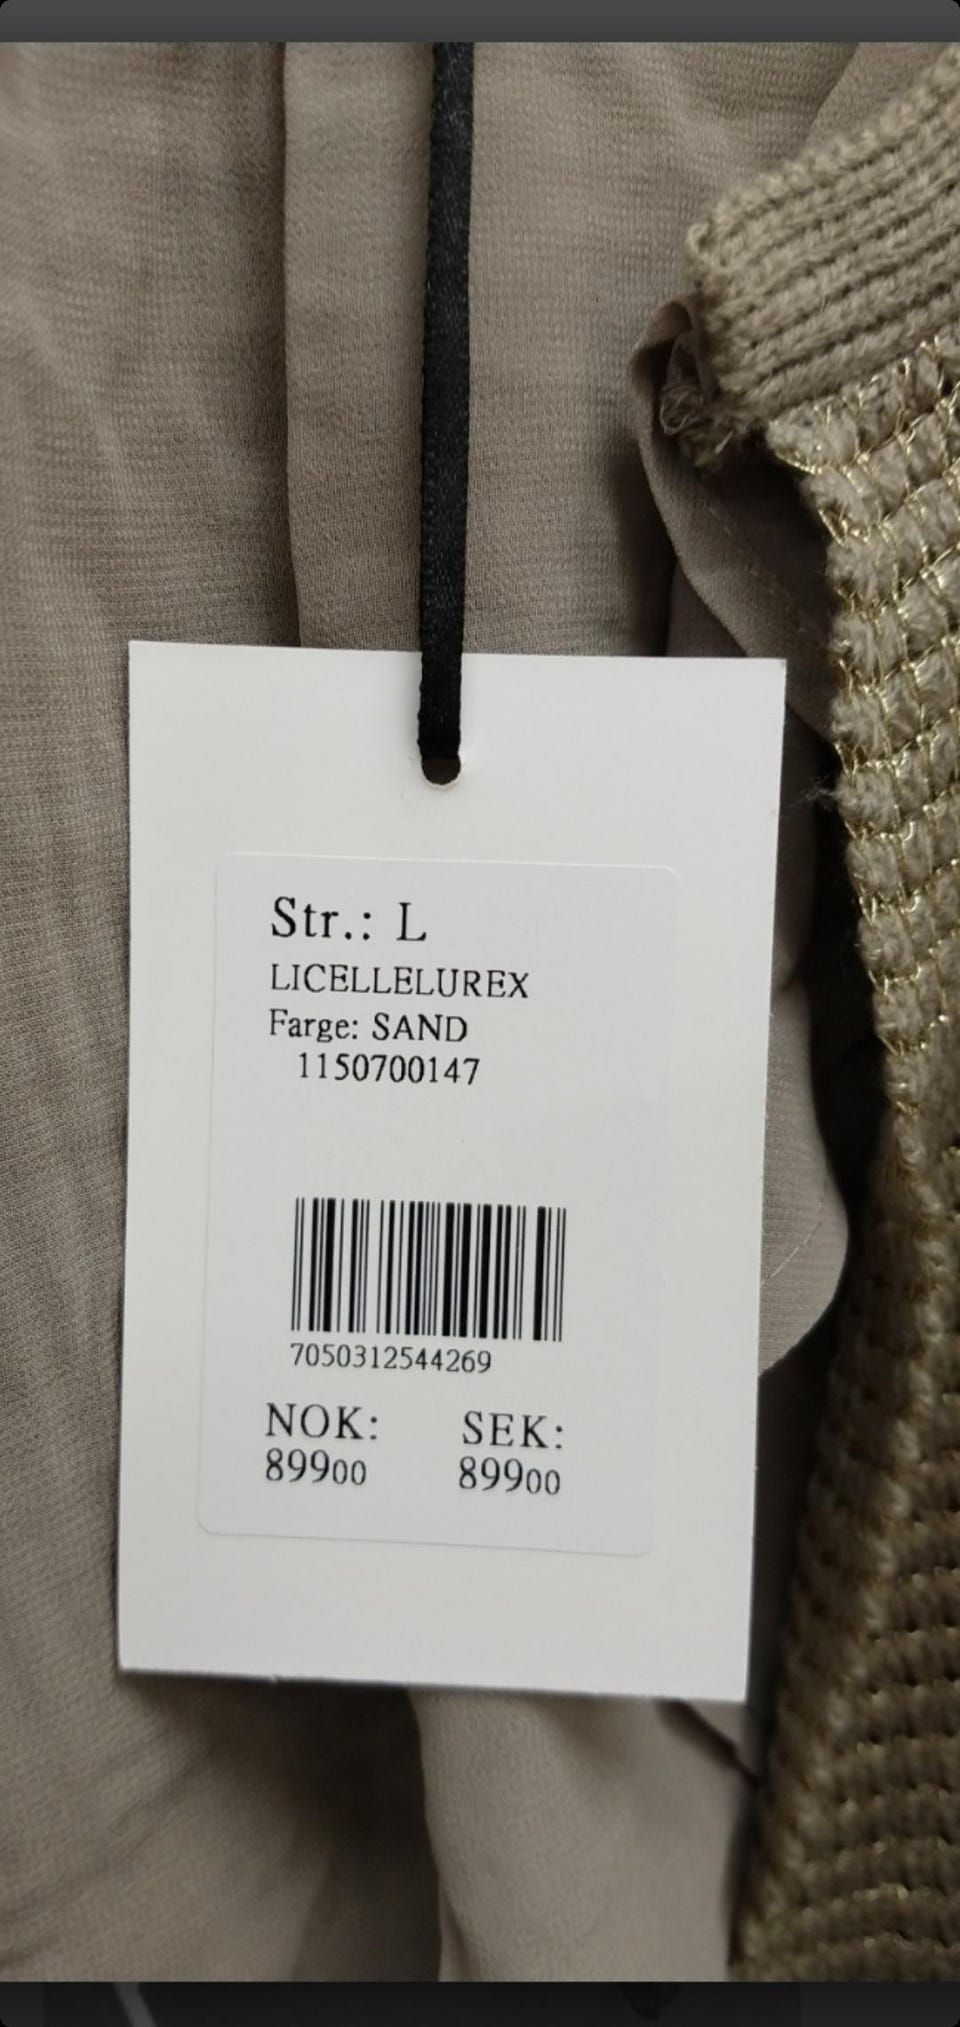 Str.: L
LICELLELUREX
Farge: SAND
1150700147
7050312544269
NOK: SEK:
89900 89900